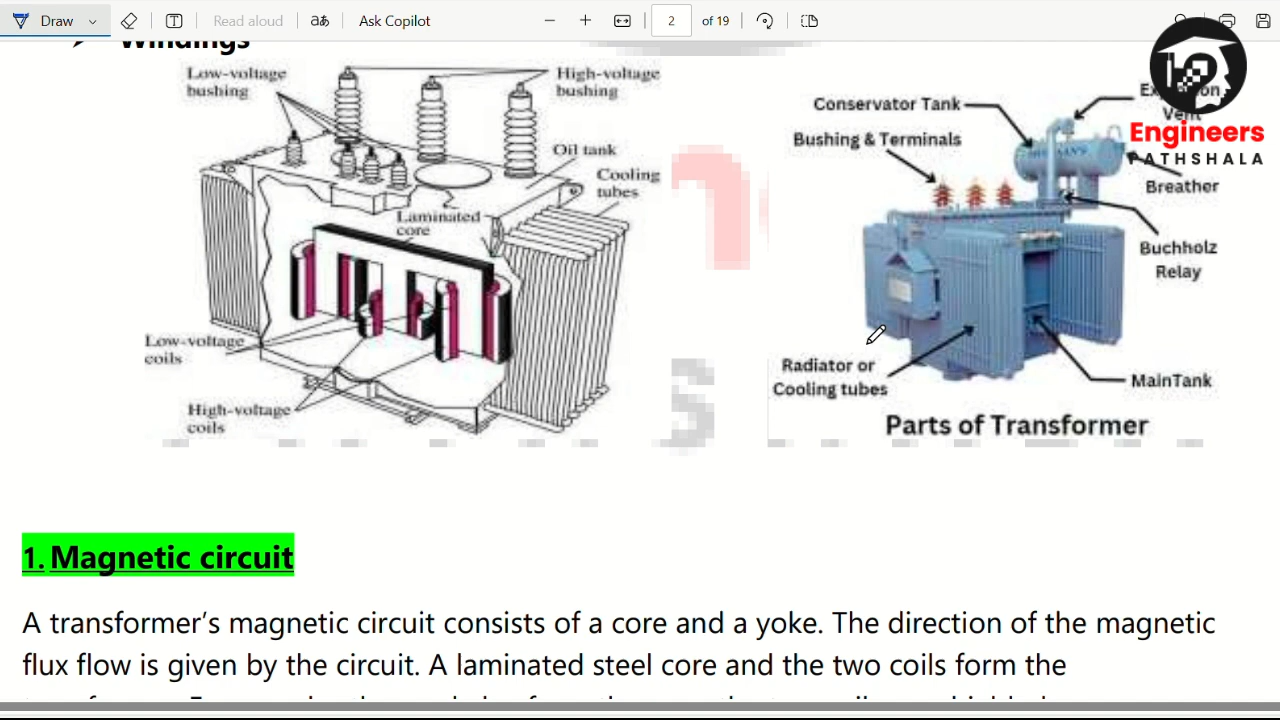 Draw
Read aloud
aあ
Ask Copilot
2
of 19
Windings
Low-voltage
bushing
High-voltage
bushing
Oil tank
Cooling
tubes
Laminated
core
Low-voltage
coils
High-voltage
coils
Conservator Tank
Bushing & Terminals
Vent
Engineers
PATHSHALA
Breather
Buchholz
Relay
Radiator or
Cooling tubes
MainTank
Parts of Transformer
1. Magnetic circuit
A transformer’s magnetic circuit consists of a core and a yoke. The direction of the magnetic
flux flow is given by the circuit. A laminated steel core and the two coils form the